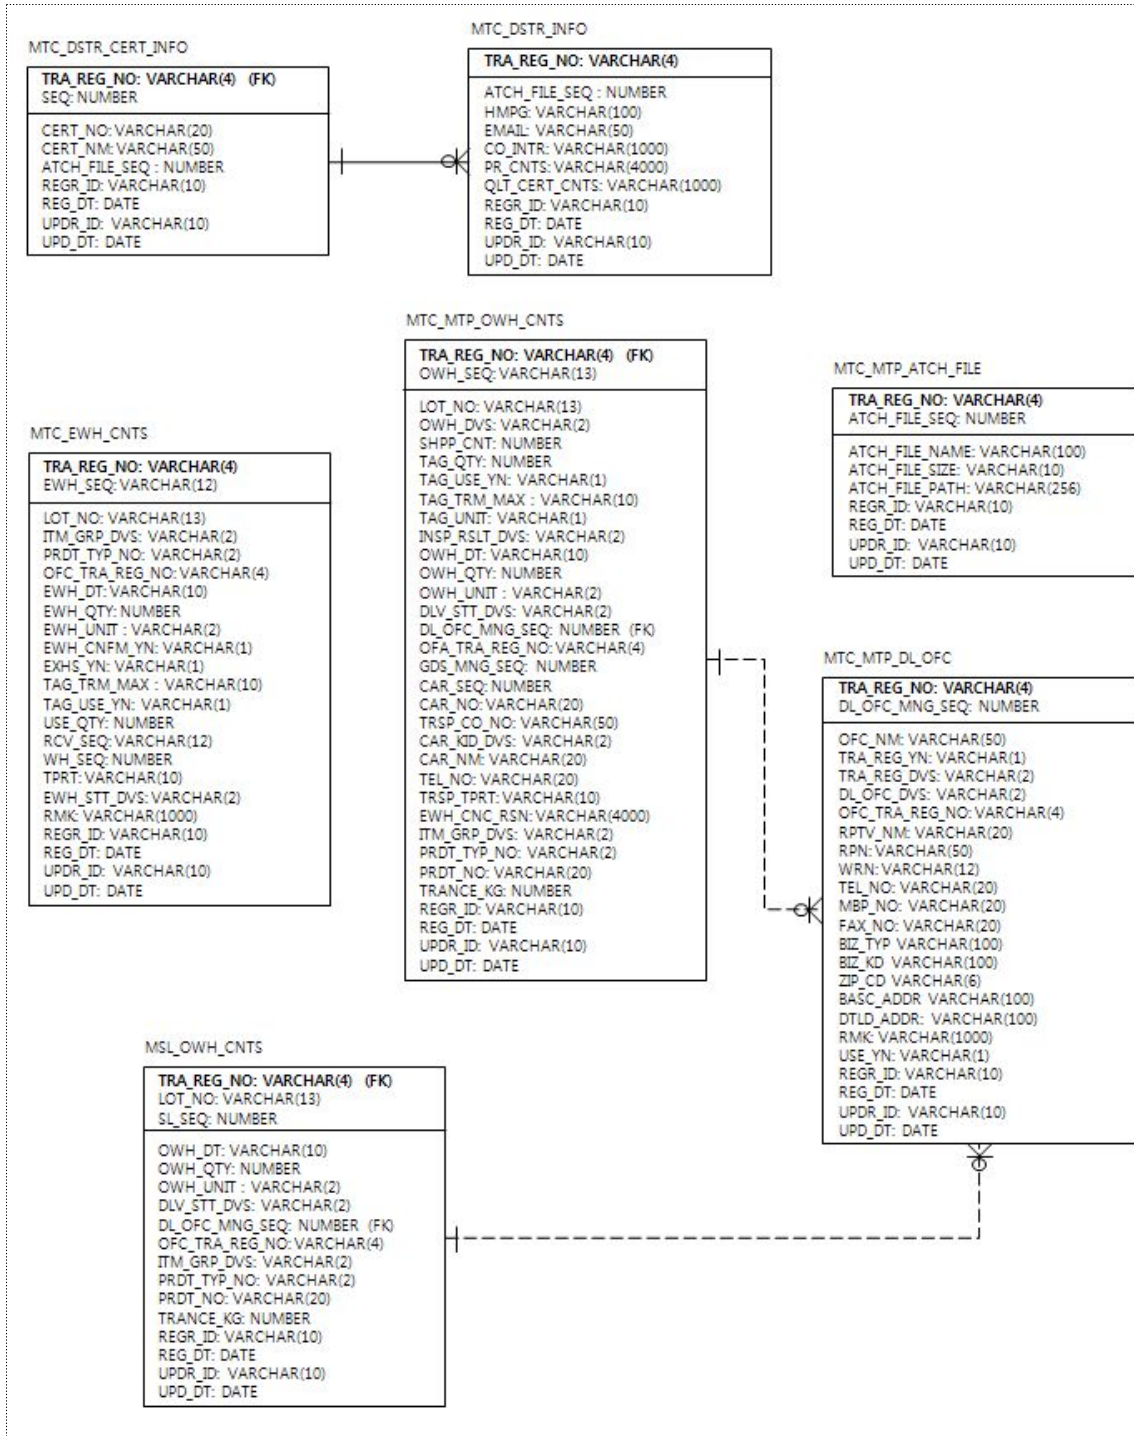 MTC_DSTR_CERT_INFO
TRA_REG_NO: VARCHAR(4) (FK)
SEQ: NUMBER
CERT_NO: VARCHAR(20)
CERT_NM: VARCHAR(50)
ATCH_FILE_SEQ : NUMBER
REGR_ID: VARCHAR(10)
REG_DT: DATE
UPDR_ID: VARCHAR(10)
UPD_DT: DATE
MTC_DSTR_INFO
TRA_REG_NO: VARCHAR(4)
ATCH_FILE_SEQ : NUMBER
HMPG: VARCHAR(100)
EMAIL: VARCHAR(50)
CO_INTR: VARCHAR(1000)
PR_CNTS: VARCHAR(4000)
QLT_CERT_CNTS: VARCHAR(1000)
REGR_ID: VARCHAR(10)
REG_DT: DATE
UPDR_ID: VARCHAR(10)
UPD_DT: DATE
MTC_EWH_CNTS
TRA_REG_NO: VARCHAR(4)
EWH_SEQ: VARCHAR(12)
LOT_NO: VARCHAR(13)
ITM_GRP_DVS: VARCHAR(2)
PRDT_TYP_NO: VARCHAR(2)
OFC_TRA_REG_NO: VARCHAR(4)
EWH_DT: VARCHAR(10)
EWH_QTY: NUMBER
EWH_UNIT : VARCHAR(2)
EWH_CNFM_YN: VARCHAR(1)
EXHS_YN: VARCHAR(1)
TAG_TRM_MAX : VARCHAR(10)
TAG_USE_YN: VARCHAR(1)
USE_QTY: NUMBER
RCV_SEQ: VARCHAR(12)
WH_SEQ: NUMBER
TPRT: VARCHAR(10)
EWH_STT_DVS: VARCHAR(2)
RMK: VARCHAR(1000)
REGR_ID: VARCHAR(10)
REG_DT: DATE
UPDR_ID: VARCHAR(10)
UPD_DT: DATE
MTC_MTP_OWH_CNTS
TRA_REG_NO: VARCHAR(4) (FK)
OWH_SEQ: VARCHAR(13)
LOT_NO: VARCHAR(13)
OWH_DVS: VARCHAR(2)
SHPP_CNT: NUMBER
TAG_QTY: NUMBER
TAG_USE_YN: VARCHAR(1)
TAG_TRM_MAX : VARCHAR(10)
TAG_UNIT: VARCHAR(1)
INSP_RSLT_DVS: VARCHAR(2)
OWH_DT: VARCHAR(10)
OWH_QTY: NUMBER
OWH_UNIT : VARCHAR(2)
DLV_STT_DVS: VARCHAR(2)
DL_OFC_MNG_SEQ: NUMBER (FK)
OFA_TRA_REG_NO: VARCHAR(4)
GDS_MNG_SEQ: NUMBER
CAR_SEQ: NUMBER
CAR_NO: VARCHAR(20)
TRSP_CO_NO: VARCHAR(50)
CAR_KID_DVS: VARCHAR(2)
CAR_NM: VARCHAR(20)
TEL_NO: VARCHAR(20)
TRSP_TPRT: VARCHAR(10)
EWH_CNC_RSN: VARCHAR(4000)
ITM_GRP_DVS: VARCHAR(2)
PRDT_TYP_NO: VARCHAR(2)
PRDT_NO: VARCHAR(20)
TRANCE_KG: NUMBER
REGR_ID: VARCHAR(10)
REG_DT: DATE
UPDR_ID: VARCHAR(10)
UPD_DT: DATE
MTC_MTP_ATCH_FILE
TRA_REG_NO: VARCHAR(4)
ATCH_FILE_SEQ: NUMBER
ATCH_FILE_NAME: VARCHAR(100)
ATCH_FILE_SIZE: VARCHAR(10)
ATCH_FILE_PATH: VARCHAR(256)
REGR_ID: VARCHAR(10)
REG_DT: DATE
UPDR_ID: VARCHAR(10)
UPD_DT: DATE
MTC_MTP_DL_OFC
TRA_REG_NO: VARCHAR(4)
DL_OFC_MNG_SEQ: NUMBER
OFC_NM: VARCHAR(50)
TRA_REG_YN: VARCHAR(1)
TRA_REG_DVS: VARCHAR(2)
DL_OFC_DVS: VARCHAR(2)
OFC_TRA_REG_NO: VARCHAR(4)
RPTV_NM: VARCHAR(20)
RPN: VARCHAR(50)
WRN: VARCHAR(12)
TEL_NO: VARCHAR(20)
MBP_NO: VARCHAR(20)
FAX_NO: VARCHAR(20)
BIZ_TYP VARCHAR(100)
BIZ_KD VARCHAR(100)
ZIP_CD VARCHAR(6)
BASC_ADDR VARCHAR(100)
DTLD_ADDR: VARCHAR(100)
RMK: VARCHAR(1000)
USE_YN: VARCHAR(1)
REGR_ID: VARCHAR(10)
REG_DT: DATE
UPDR_ID: VARCHAR(10)
UPD_DT: DATE
MSL_OWH_CNTS
TRA_REG_NO: VARCHAR(4) (FK)
LOT_NO: VARCHAR(13)
SL_SEQ: NUMBER
OWH_DT: VARCHAR(10)
OWH_QTY: NUMBER
OWH_UNIT : VARCHAR(2)
DLV_STT_DVS: VARCHAR(2)
DL_OFC_MNG_SEQ: NUMBER (FK)
OFC_TRA_REG_NO: VARCHAR(4)
ITM_GRP_DVS: VARCHAR(2)
PRDT_TYP_NO: VARCHAR(2)
PRDT_NO: VARCHAR(20)
TRANCE_KG: NUMBER
REGR_ID: VARCHAR(10)
REG_DT: DATE
UPDR_ID: VARCHAR(10)
UPD_DT: DATE